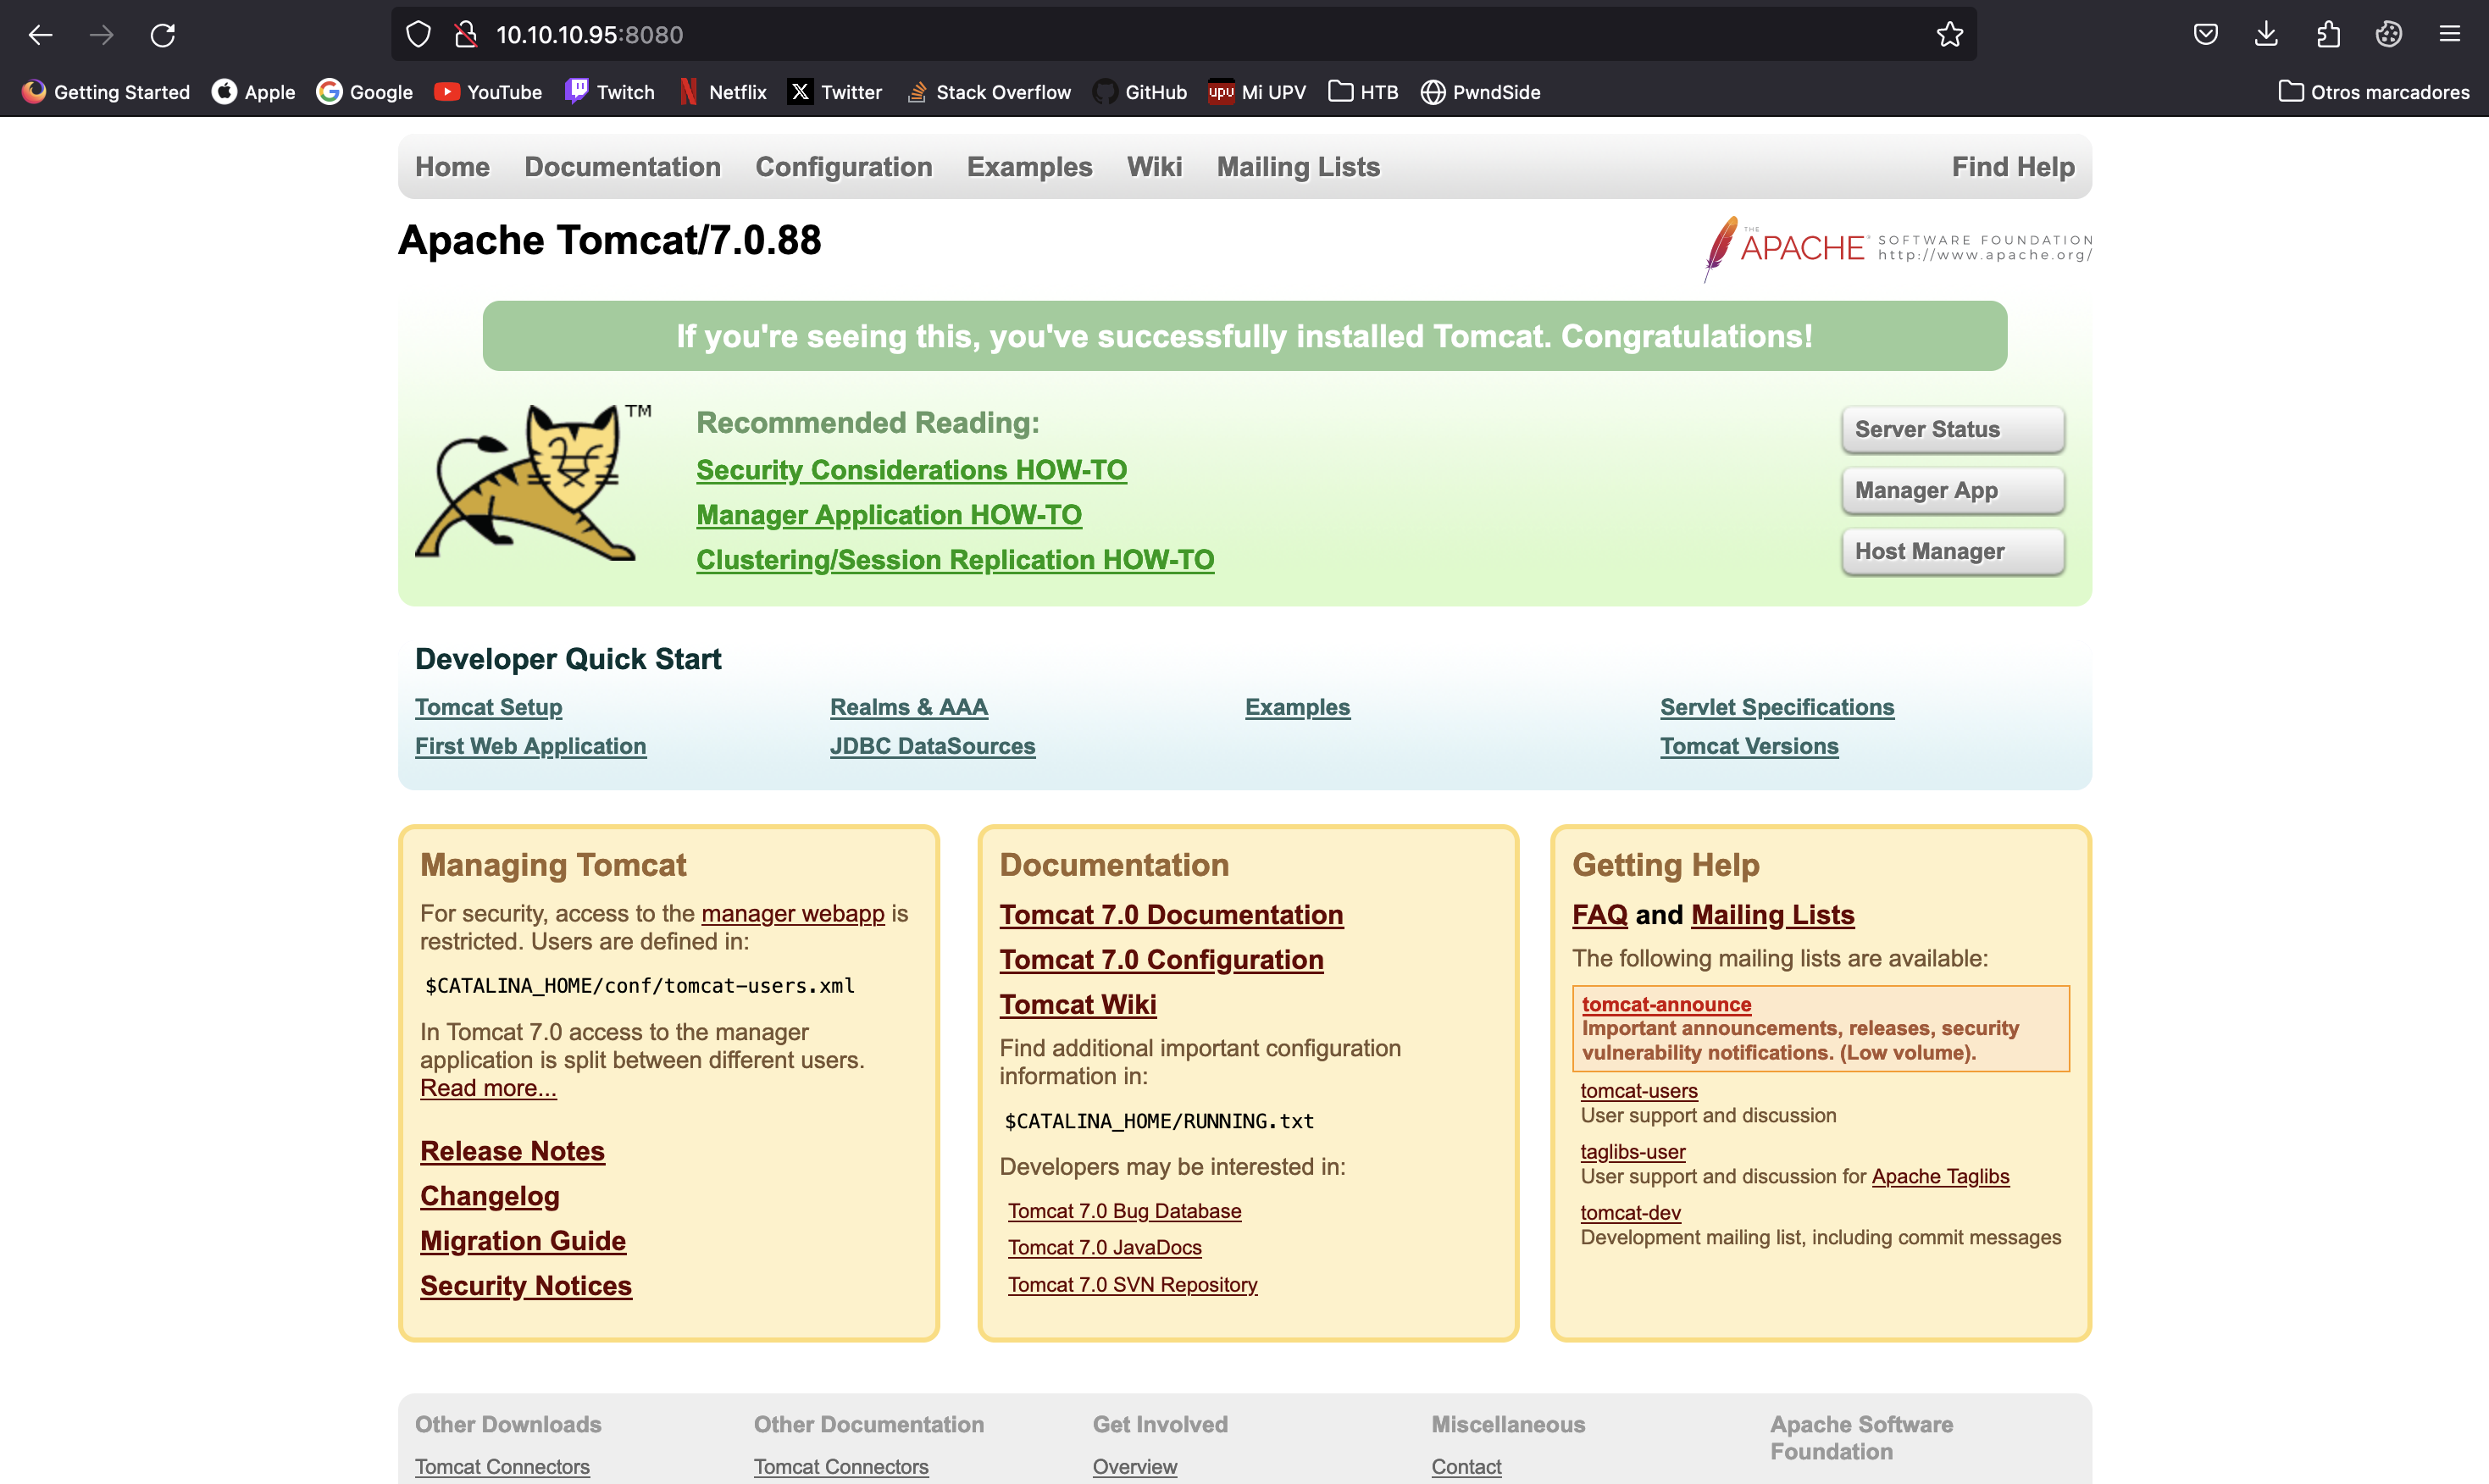 10.10.10.95:8080
Getting Started Apple Google YouTube Twitch Netflix Twitter Stack Overflow GitHub upu Mi UPV HTB PwndSide Otros marcadores
Home Documentation Configuration Examples Wiki Mailing Lists Find Help
Apache Tomcat/7.0.88
THE APACHE® SOFTWARE FOUNDATION
http://www.apache.org/
If you're seeing this, you've successfully installed Tomcat. Congratulations!
TM
Recommended Reading:
Security Considerations HOW-TO
Manager Application HOW-TO
Clustering/Session Replication HOW-TO
Server Status
Manager App
Host Manager
Developer Quick Start
Tomcat Setup
First Web Application
Realms & AAA
JDBC DataSources
Examples
Servlet Specifications
Tomcat Versions
Managing Tomcat
For security, access to the manager webapp is
restricted. Users are defined in:
$CATALINA_HOME/conf/tomcat-users.xml
In Tomcat 7.0 access to the manager
application is split between different users.
Read more...
Release Notes
Changelog
Migration Guide
Security Notices
Documentation
Tomcat 7.0 Documentation
Tomcat 7.0 Configuration
Tomcat Wiki
Find additional important configuration
information in:
$CATALINA_HOME/RUNNING.txt
Developers may be interested in:
Tomcat 7.0 Bug Database
Tomcat 7.0 JavaDocs
Tomcat 7.0 SVN Repository
Getting Help
FAQ and Mailing Lists
The following mailing lists are available:
tomcat-announce
Important announcements, releases, security
vulnerability notifications. (Low volume).
tomcat-users
User support and discussion
taglibs-user
User support and discussion for Apache Taglibs
tomcat-dev
Development mailing list, including commit messages
Other Downloads
Tomcat Connectors
Other Documentation
Tomcat Connectors
Get Involved
Overview
Miscellaneous
Contact
Apache Software
Foundation